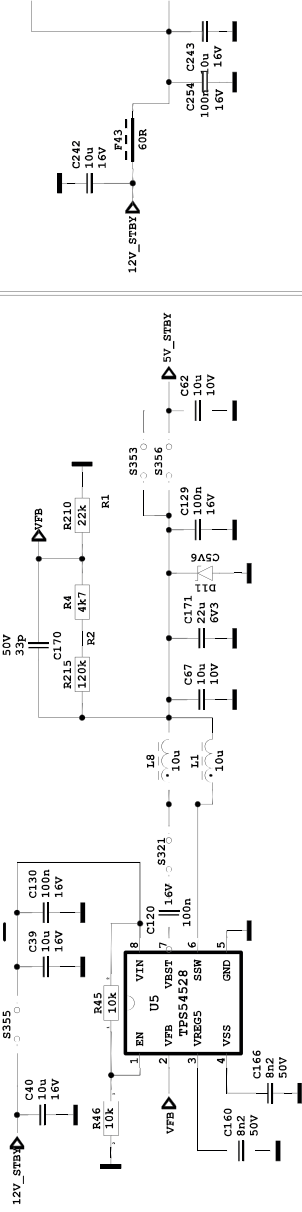 C243
10u
16V
C254
100n
16V
F43
60R
C242
10u
16V
12V_STBY
5V_STBY
C62
10u
10V
S353
S356
R210
22k
R1
VFB
C129
100n
16V
C5V6
D11
R4
4k7
R2
C171
22u
6V3
50V
33p
C170
R215
120k
C67
10u
10V
L8
10u
L1
10u
S321
C130
100n
16V
C120
16V
100n
C39
10u
16V
S355
R45
10k
8
7
6
5
VIN
VBST
SSW
GND
U5
TPS54528
EN
VFB
VREG5
VSS
1
2
3
4
C40
10u
16V
R46
10k
VFB
C166
8n2
50V
C160
8n2
50V
12V_STBY